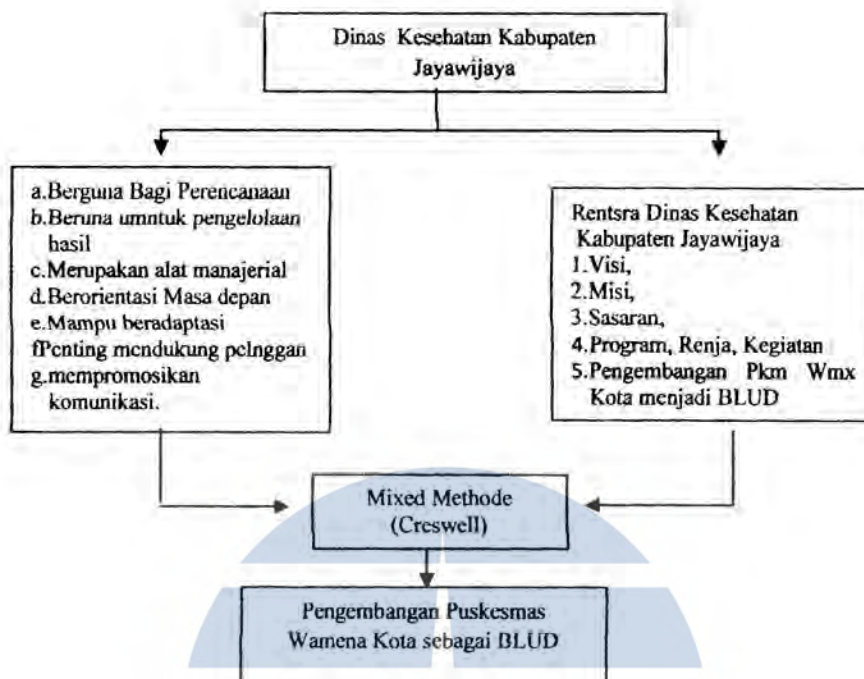 Dinas Kesehatan Kabupaten
Jayawijaya
a.Berguna Bagi Perencanaan
b.Beruna umntuk pengelolaan
hasil
c.Merupakan alat manajerial
d.Berorientasi Masa depan
e.Mampu beradaptasi
fPenting mendukung pelnggan
g.mempromosikan
komunikasi.
Rentsra Dinas Kesehatan
Kabupaten Jayawijaya
1.Visi,
2.Misi,
3.Sasaran,
4.Program, Renja, Kegiatan
5.Pengembangan Pkm Wmx
Kota menjadi BLUD
Mixed Methode
(Creswell)
Pengembangan Puskesmas
Wamena Kota sebagai BLUD